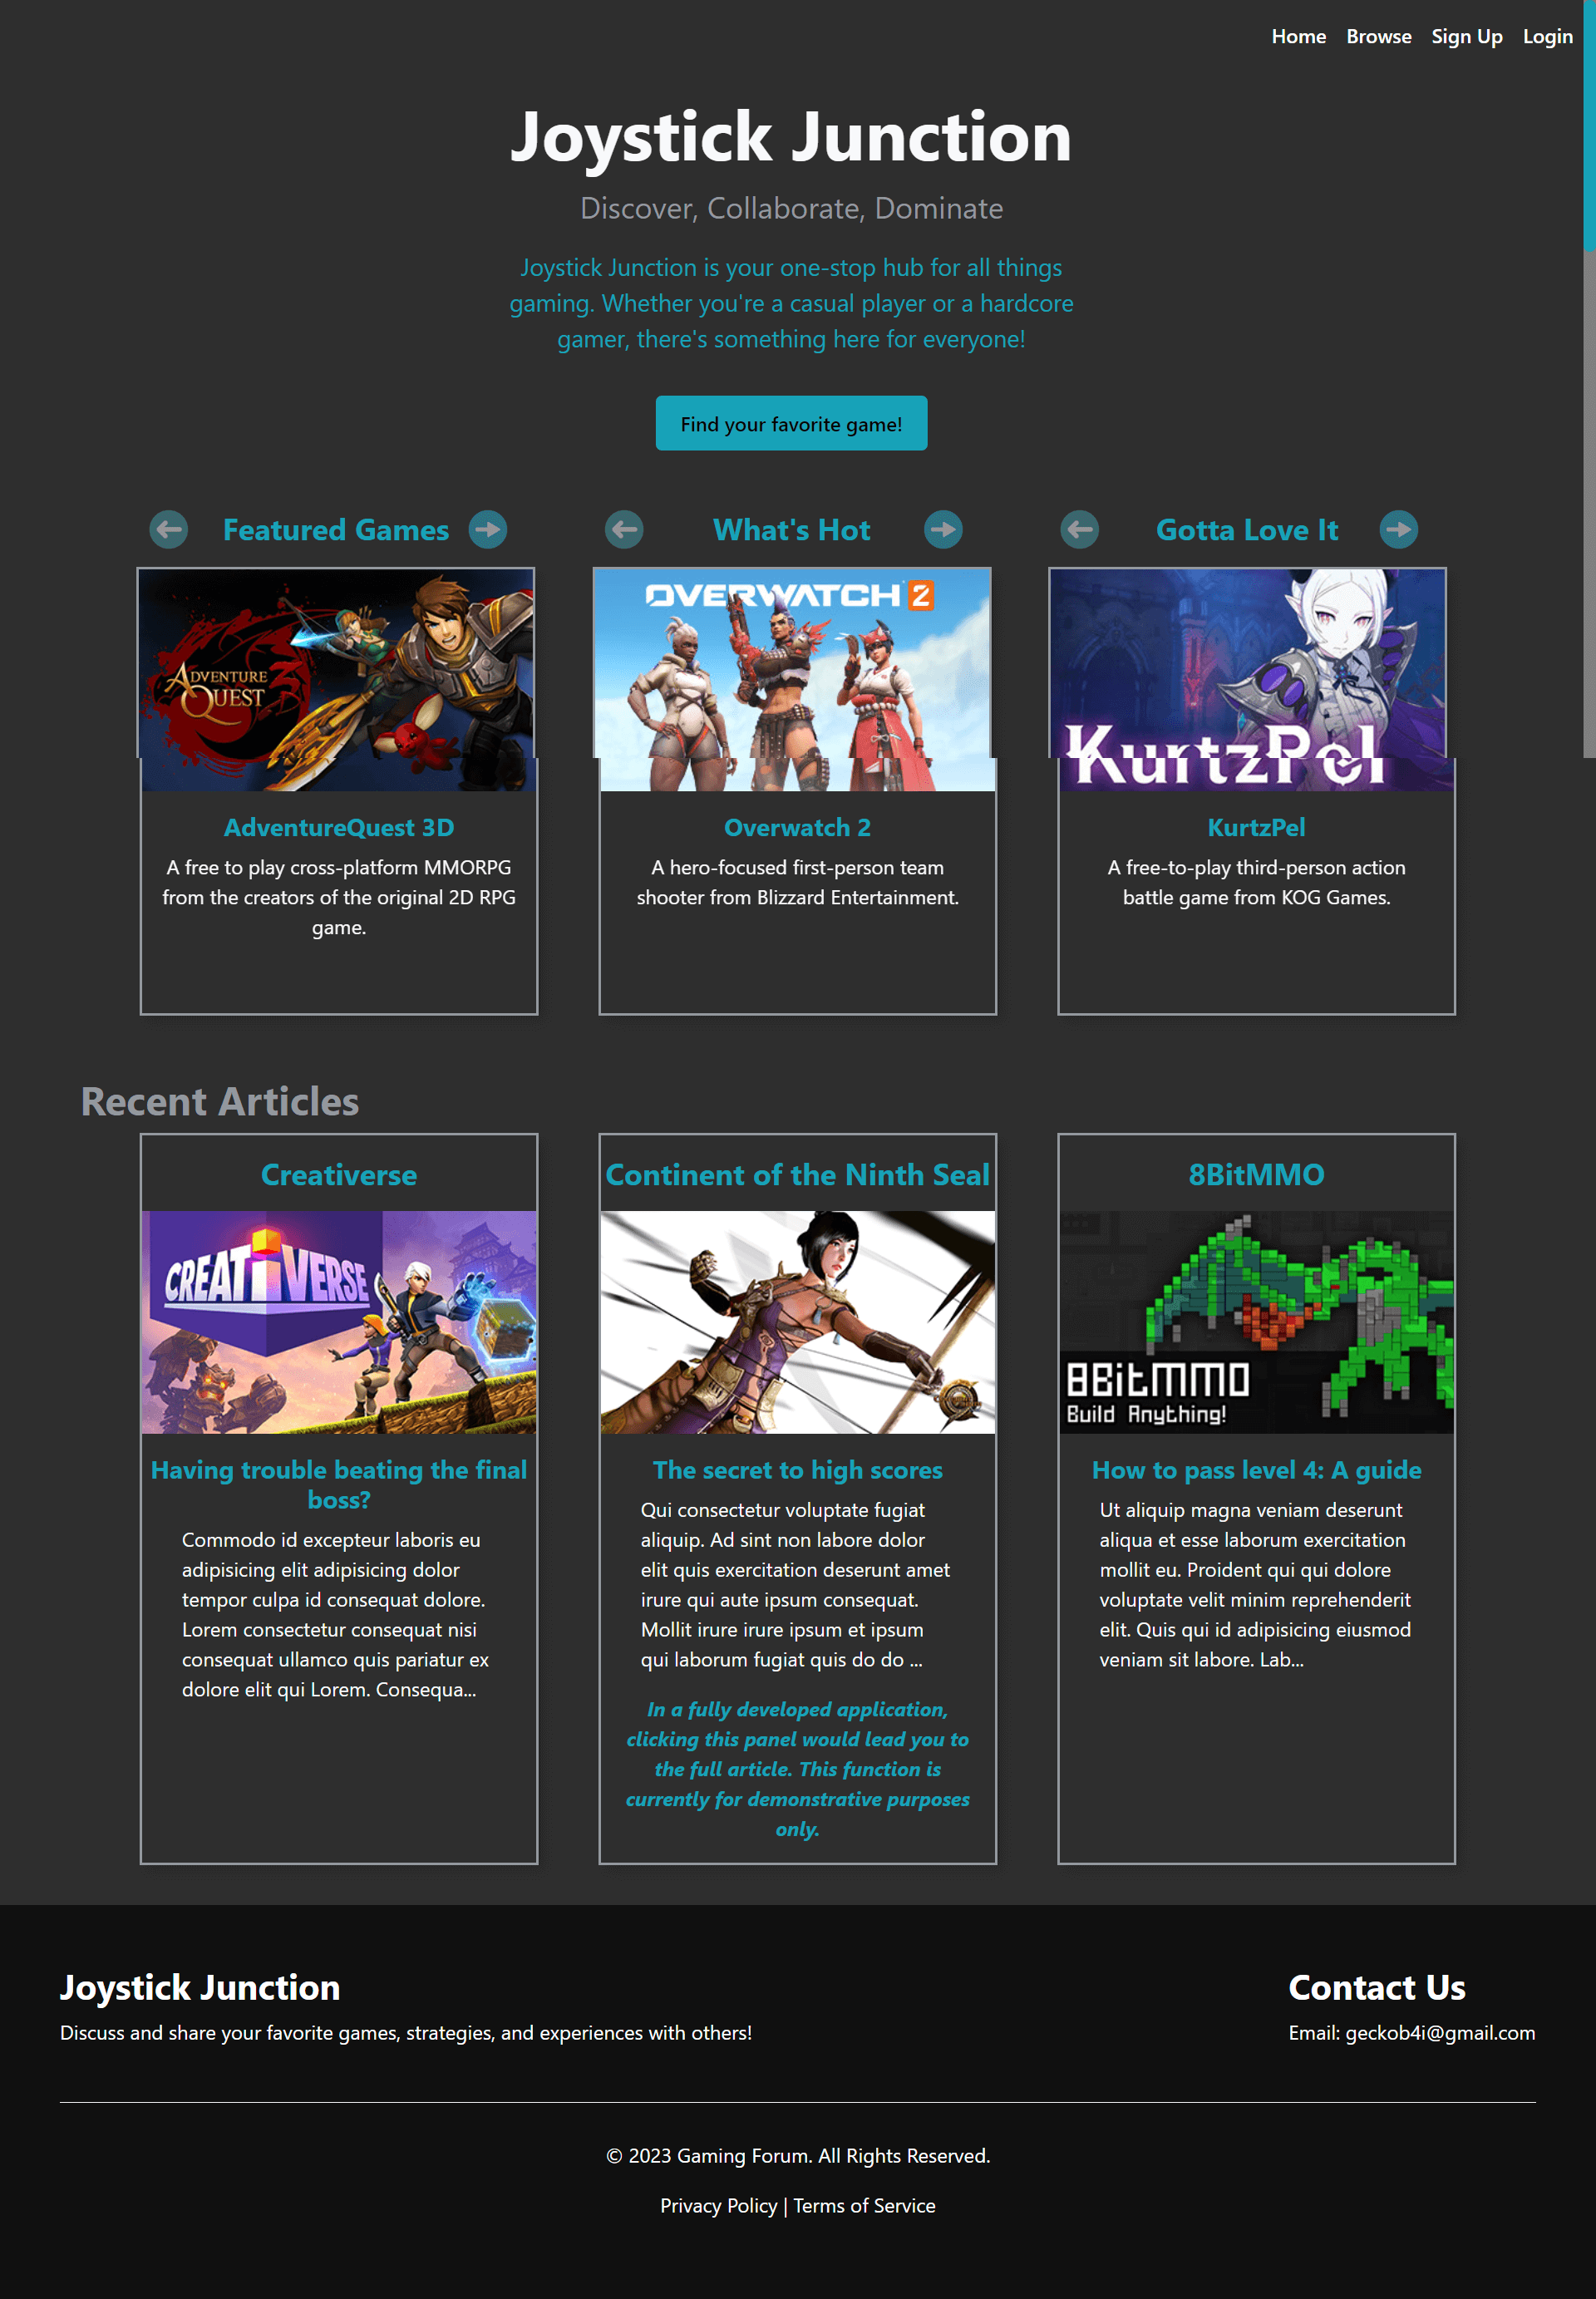 Home Browse Sign Up Login
Joystick Junction
Discover, Collaborate, Dominate
Joystick Junction is your one-stop hub for all things
gaming. Whether you're a casual player or a hardcore
gamer, there's something here for everyone!
Find your favorite game!
Featured Games
What's Hot
Gotta Love It
ADVENTURE
QUEST 3D
OVERWATCH 2
KurtzPel
AdventureQuest 3D
A free to play cross-platform MMORPG
from the creators of the original 2D RPG
game.
Overwatch 2
A hero-focused first-person team
shooter from Blizzard Entertainment.
KurtzPel
A free-to-play third-person action
battle game from KOG Games.
Recent Articles
Creativerse
CREATIVERSE
Having trouble beating the final
boss?
Commodo id excepteur laboris eu
adipisicing elit adipisicing dolor
tempor culpa id consequat dolore.
Lorem consectetur consequat nisi
consequat ullamco quis pariatur ex
dolore elit qui Lorem. Consequa...
Continent of the Ninth Seal
The secret to high scores
Qui consectetur voluptate fugiat
aliquip. Ad sint non labore dolor
elit quis exercitation deserunt amet
irure qui aute ipsum consequat.
Mollit irure irure ipsum et ipsum
qui laborum fugiat quis do do ...
In a fully developed application,
clicking this panel would lead you to
the full article. This function is
currently for demonstrative purposes
only.
8BitMMO
8BitMMO
Build Anything!
How to pass level 4: A guide
Ut aliquip magna veniam deserunt
aliqua et esse laborum exercitation
mollit eu. Proident qui qui dolore
voluptate velit minim reprehenderit
elit. Quis qui id adipisicing eiusmod
veniam sit labore. Lab...
Joystick Junction
Discuss and share your favorite games, strategies, and experiences with others!
Contact Us
Email: geckob4i@gmail.com
© 2023 Gaming Forum. All Rights Reserved.
Privacy Policy | Terms of Service